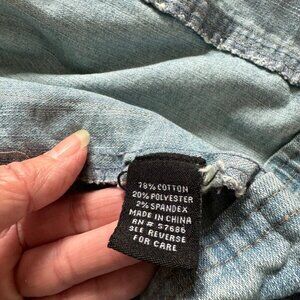 78% COTTON
20% POLYESTER
2% SPANDEX
MADE IN CHINA
RN # 57686
SEE REVERSE
FOR CARE